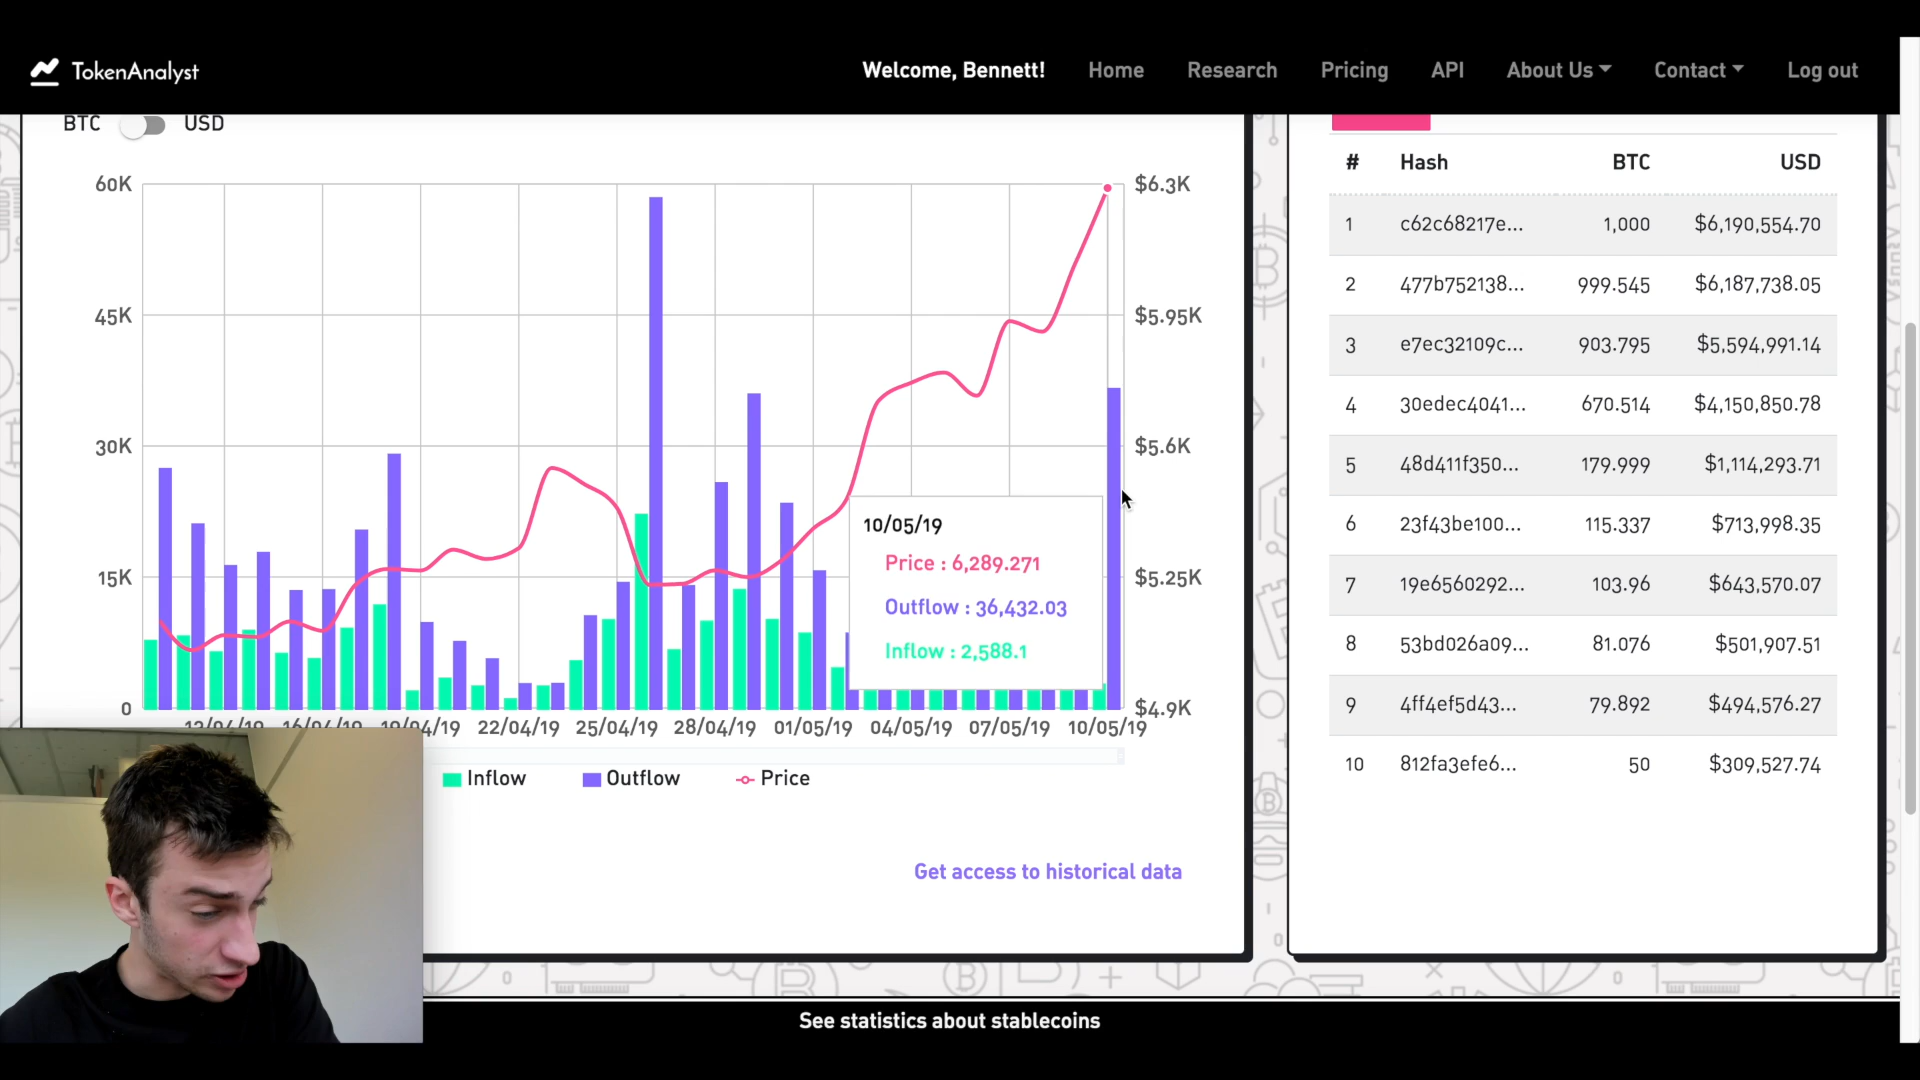 TokenAnalyst
Welcome, Bennett!
Home
Research
Pricing
API
About Us
Contact
Log out
BTC
USD
60K
45K
30K
15K
0
$6.3K
$5.95K
$5.6K
$5.25K
$4.9K
10/05/19
Price : 6,289.271
Outflow : 36,432.03
Inflow : 2,588.1
13/04/19 16/04/19 19/04/19 22/04/19 25/04/19 28/04/19 01/05/19 04/05/19 07/05/19 10/05/19
Inflow
Outflow
Price
Get access to historical data
# Hash BTC USD
1 c62c68217e... 1,000 $6,190,554.70
2 477b752138... 999.545 $6,187,738.05
3 e7ec32109c... 903.795 $5,594,991.14
4 30edec4041... 670.514 $4,150,850.78
5 48d411f350... 179.999 $1,114,293.71
6 23f43be100... 115.337 $713,998.35
7 19e6560292... 103.96 $643,570.07
8 53bd026a09... 81.076 $501,907.51
9 4ff4ef5d43... 79.892 $494,576.27
10 812fa3efe6... 50 $309,527.74
See statistics about stablecoins